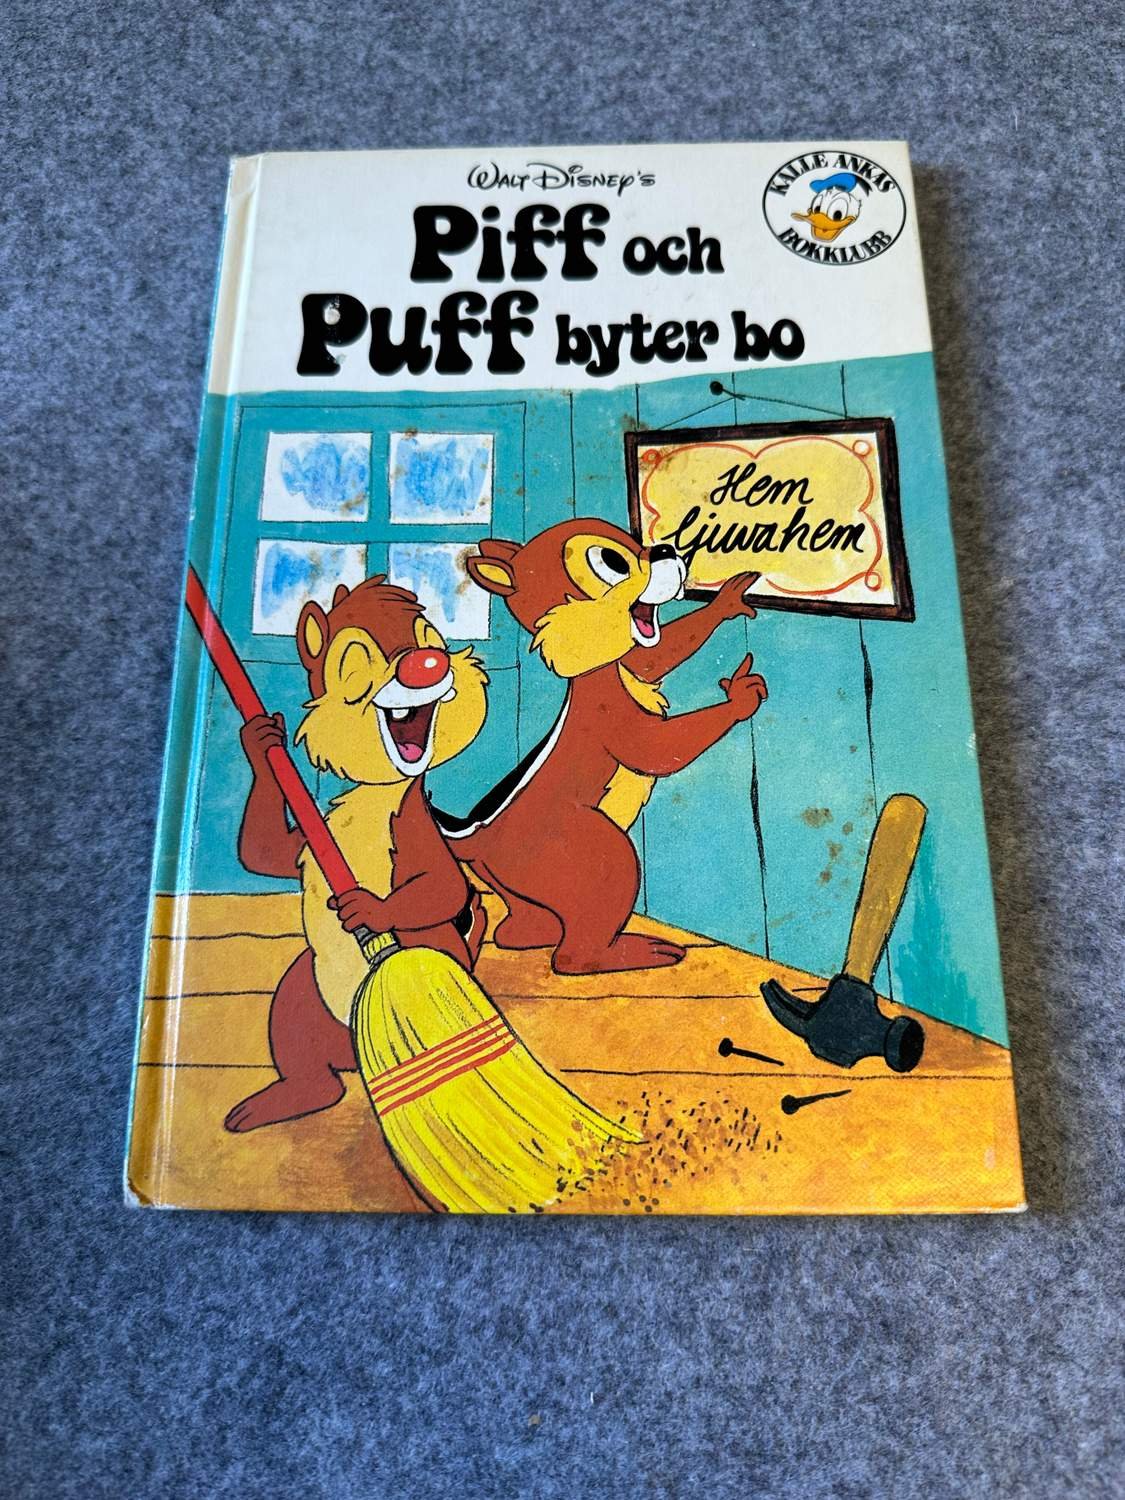 WALT DISNEY'S
Piff och
Puff byter bo
KALLE ANKAS
BOKKLUBB
Hem
ljuva hem